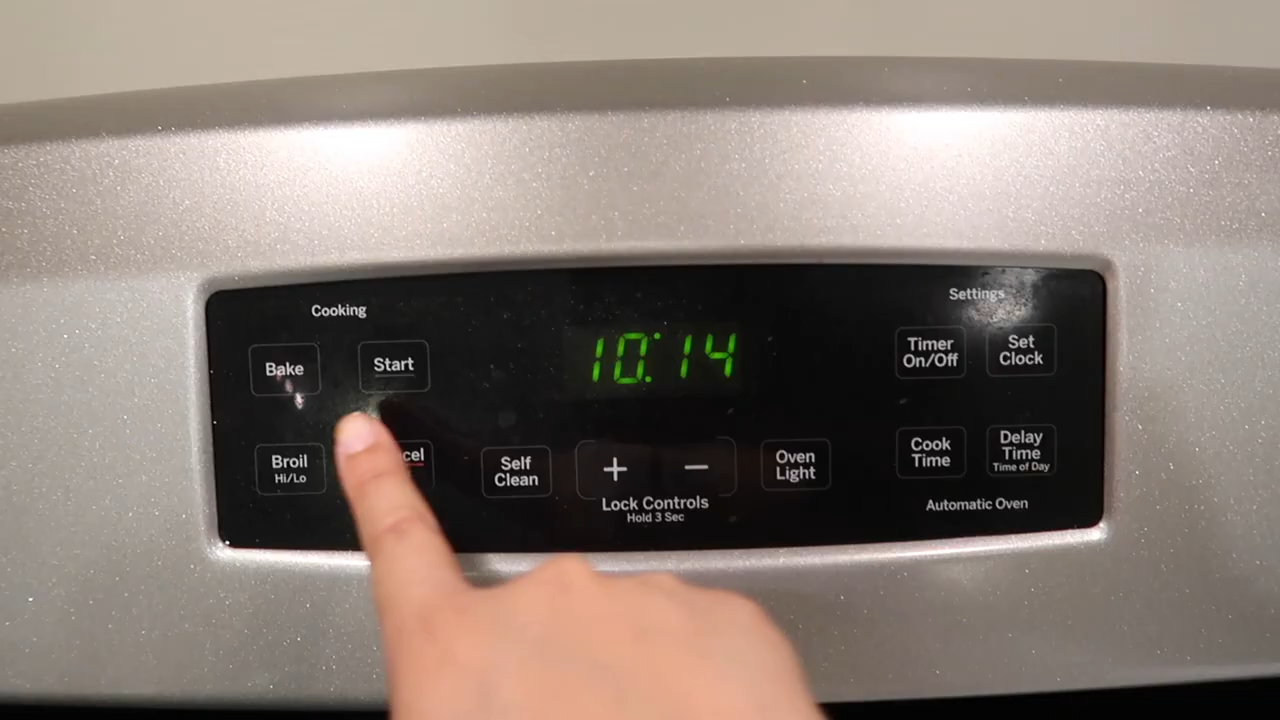 Cooking
Settings
Bake
Start
10:14
Timer
On/Off
Set
Clock
Broil
Hi/Lo
cel
Self
Clean
+
−
Lock Controls
Hold 3 Sec
Oven
Light
Cook
Time
Delay
Time
Time of Day
Automatic Oven